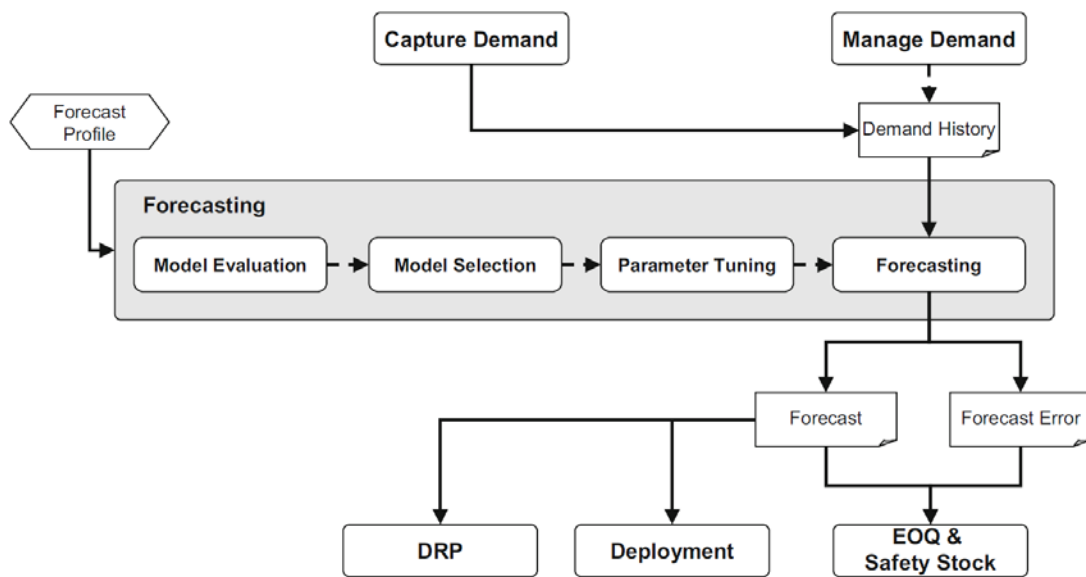 Capture Demand
Manage Demand
Forecast
Profile
Demand History
Forecasting
Model Evaluation
Model Selection
Parameter Tuning
Forecasting
Forecast
Forecast Error
DRP
Deployment
EOQ &
Safety Stock